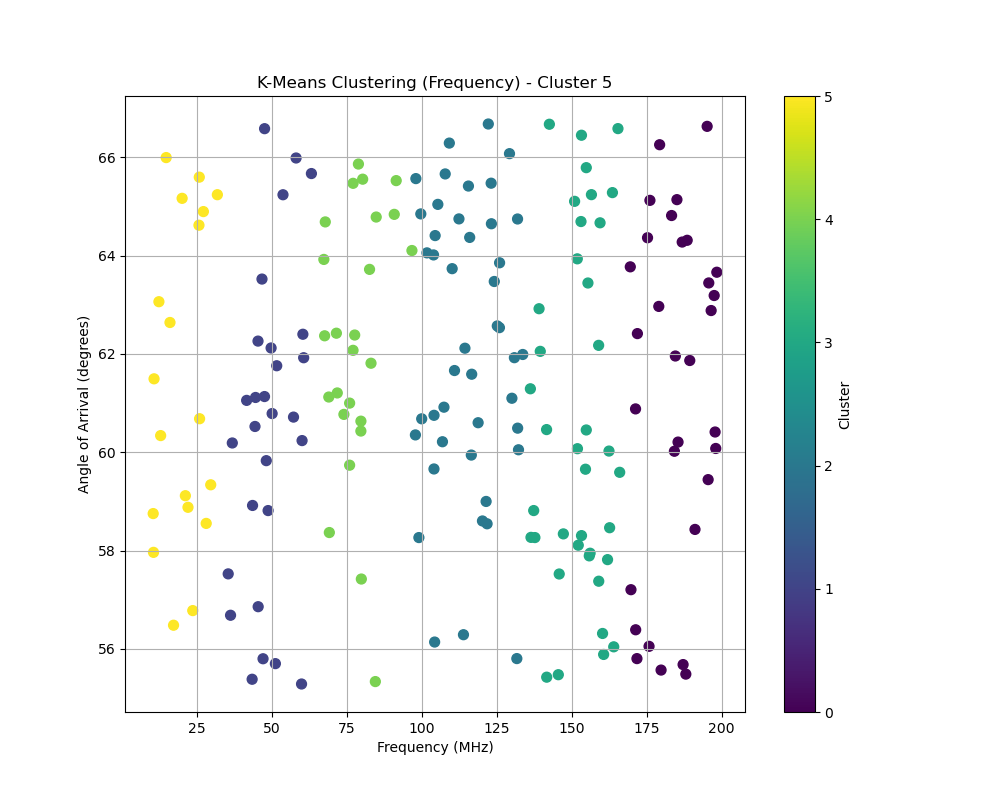 K-Means Clustering (Frequency) - Cluster 5
Angle of Arrival (degrees)
66
64
62
60
58
56
25 50 75 100 125 150 175 200
Frequency (MHz)
5
4
3
2
1
0
Cluster